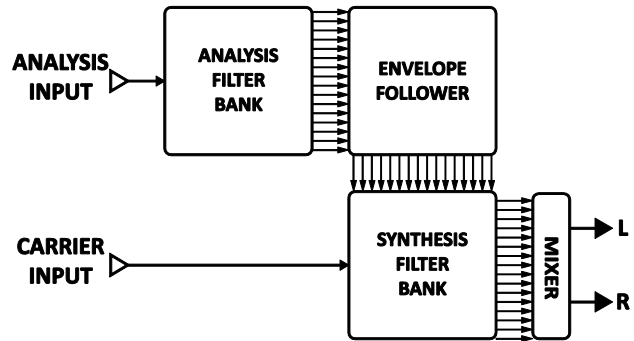 ANALYSIS
INPUT
ANALYSIS
FILTER
BANK
ENVELOPE
FOLLOWER
CARRIER
INPUT
SYNTHESIS
FILTER
BANK
MIXER
L
R